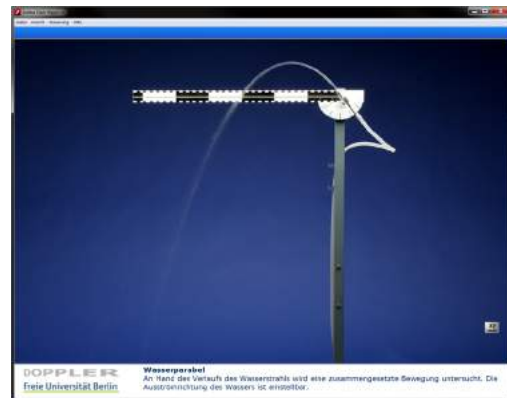 DOPPLER
Freie Universität Berlin
Wasserparabel
An Hand des Verlaufs des Wasserstrahls wird eine zusammengesetzte Bewegung untersucht. Die
Ausströmrichtung des Wassers ist einstellbar.